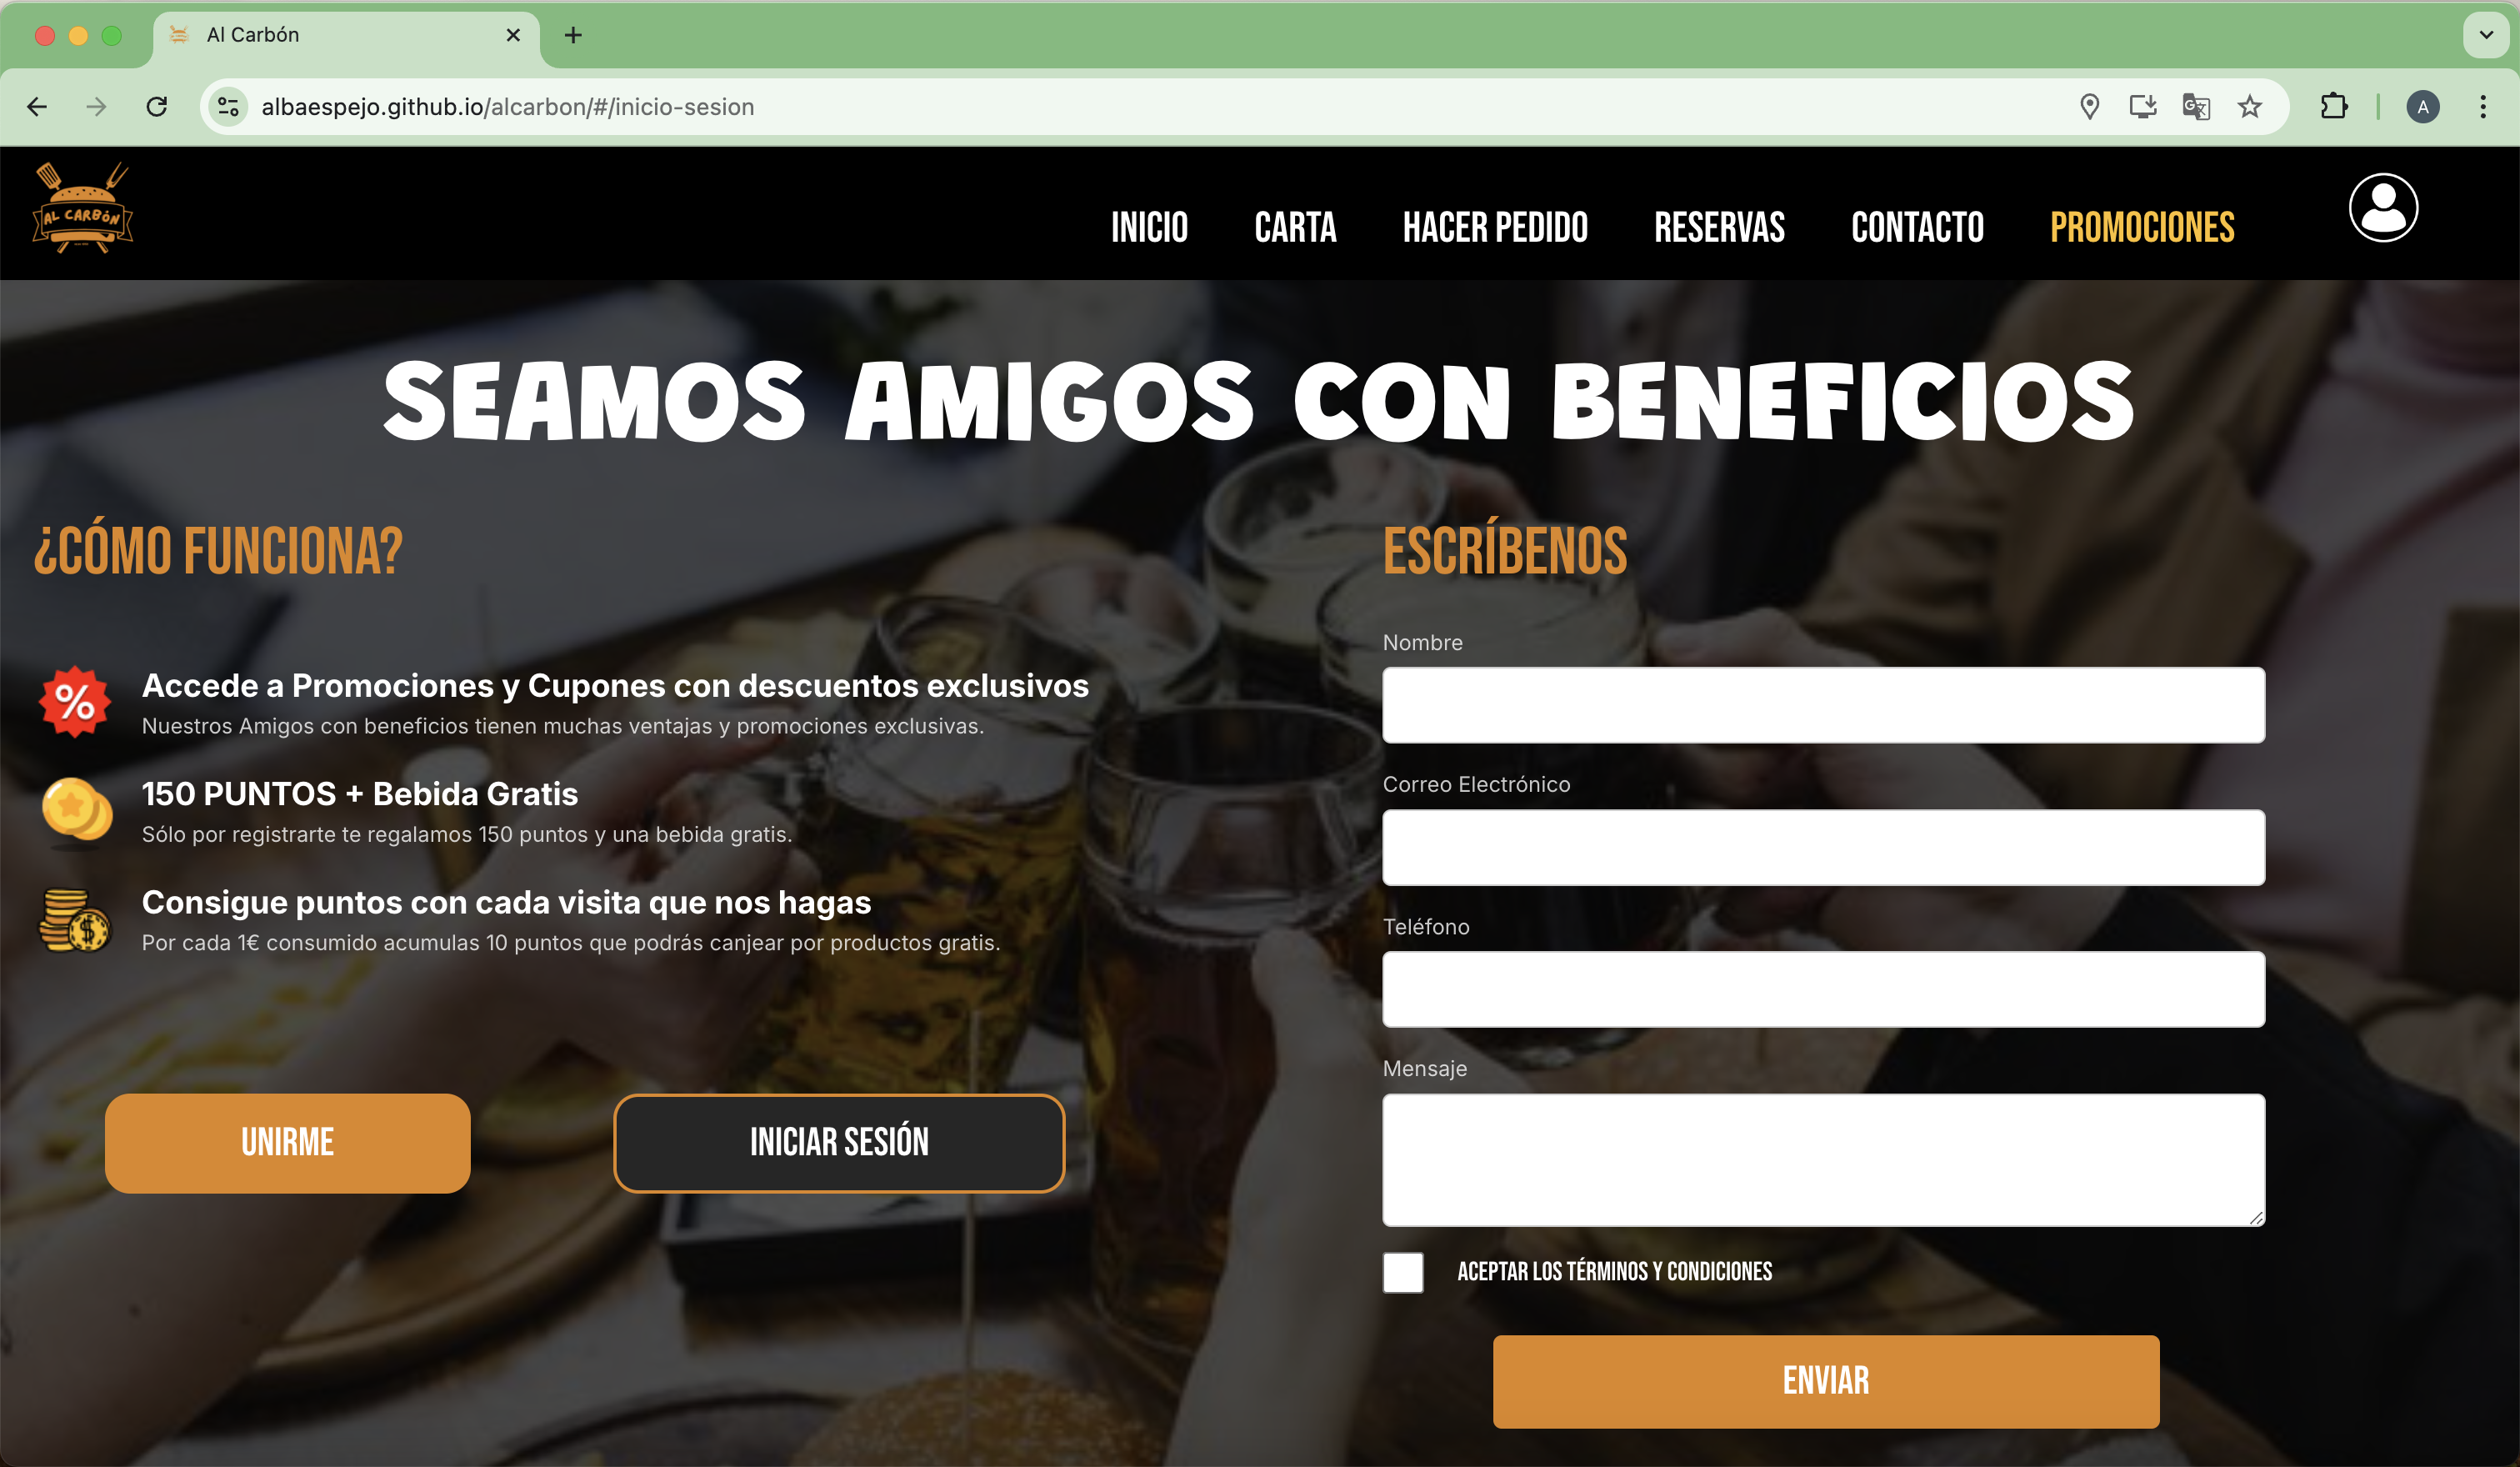 Al Carbón
albaespejo.github.io/alcarbon/#/inicio-sesion
A
AL CARBÓN
INICIO
CARTA
HACER PEDIDO
RESERVAS
CONTACTO
PROMOCIONES
SEAMOS AMIGOS CON BENEFICIOS
¿CÓMO FUNCIONA?
%
Accede a Promociones y Cupones con descuentos exclusivos
Nuestros Amigos con beneficios tienen muchas ventajas y promociones exclusivas.
150 PUNTOS + Bebida Gratis
Sólo por registrarte te regalamos 150 puntos y una bebida gratis.
$
Consigue puntos con cada visita que nos hagas
Por cada 1€ consumido acumulas 10 puntos que podrás canjear por productos gratis.
UNIRME
INICIAR SESIÓN
ESCRÍBENOS
Nombre
Correo Electrónico
Teléfono
Mensaje
ACEPTAR LOS TÉRMINOS Y CONDICIONES
ENVIAR